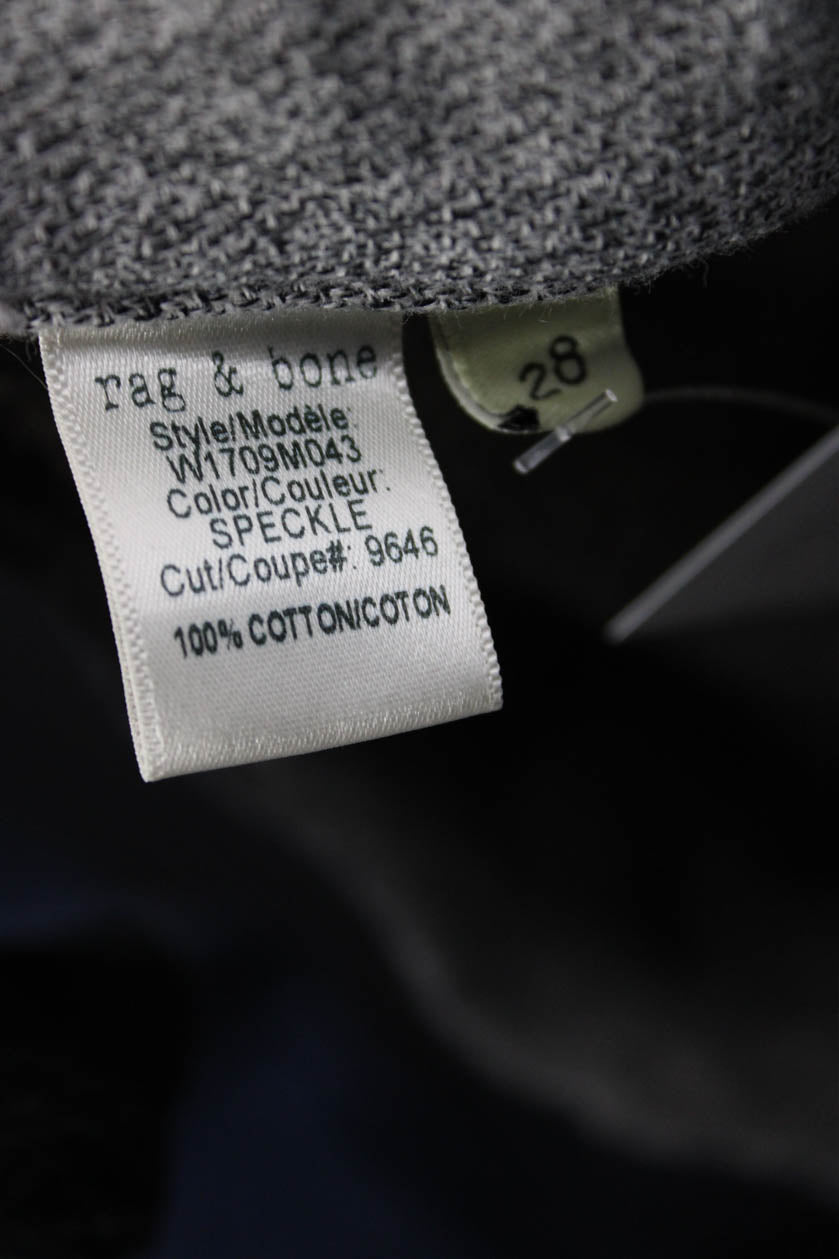 rag & bone
Style/Modèle:
W1709M043
Color/Couleur:
SPECKLE
Cut/Coupe#: 9646
100% COTTON/COTON
28